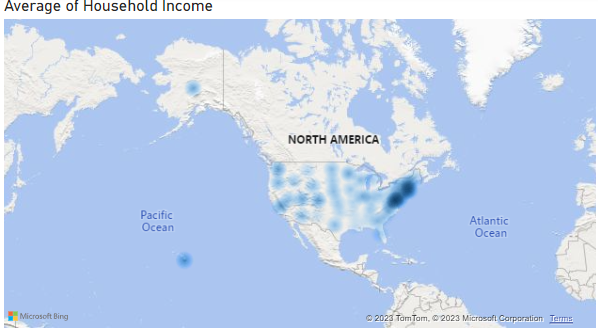 Average of Household Income
NORTH AMERICA
Pacific
Ocean
Atlantic
Ocean
Microsoft Bing
© 2023 TomTom, © 2023 Microsoft Corporation Terms